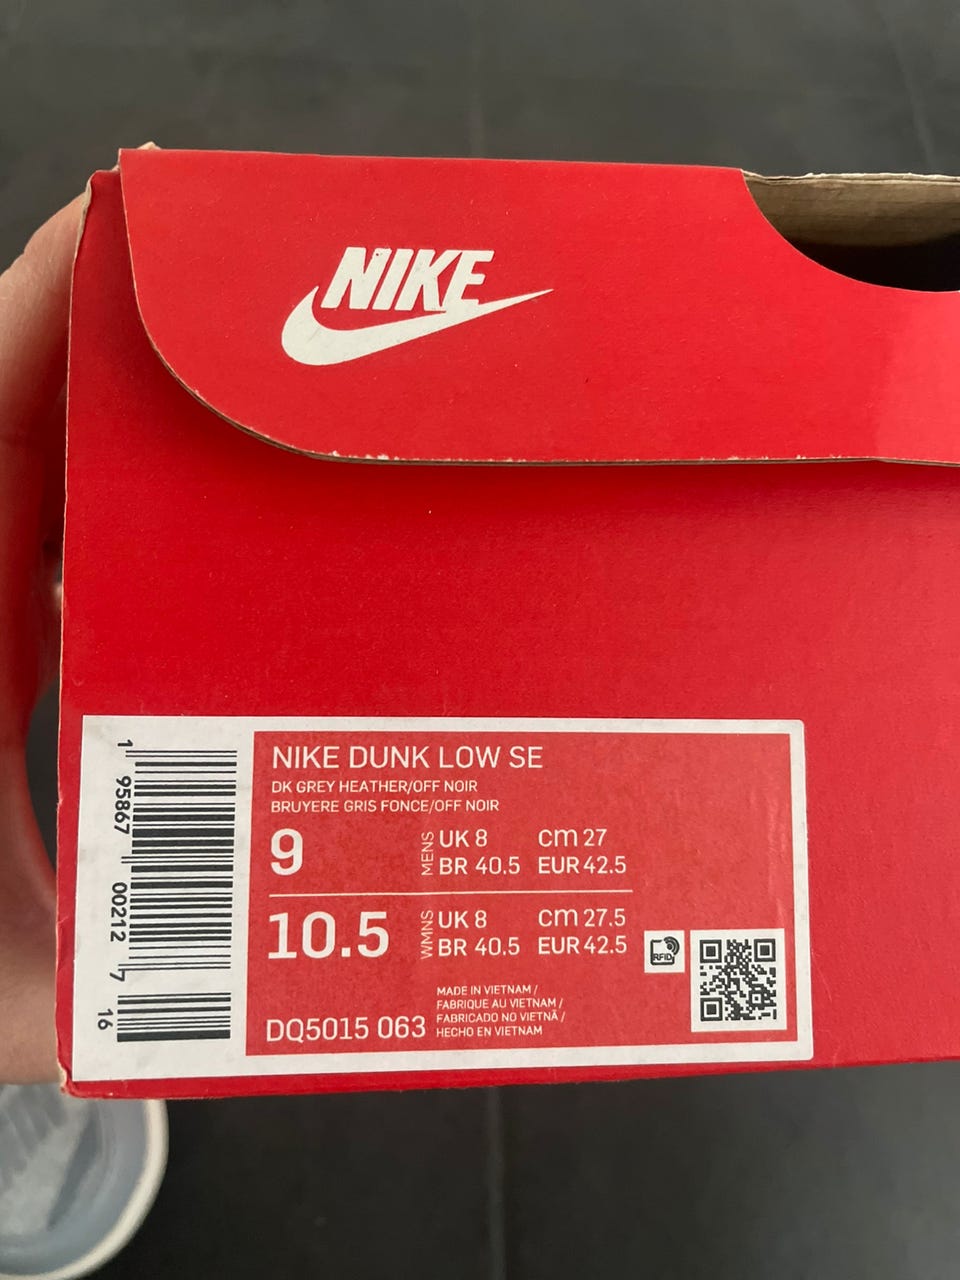 NIKE
NIKE DUNK LOW SE
DK GREY HEATHER/OFF NOIR
BRUYERE GRIS FONCE/OFF NOIR
9
MENS
UK 8 cm 27
BR 40.5 EUR 42.5
10.5
WMNS
UK 8 cm 27.5
BR 40.5 EUR 42.5
RFID
MADE IN VIETNAM /
FABRIQUE AU VIETNAM /
FABRICADO NO VIETNÃ /
HECHO EN VIETNAM
DQ5015 063
1 95867 00212 7 16